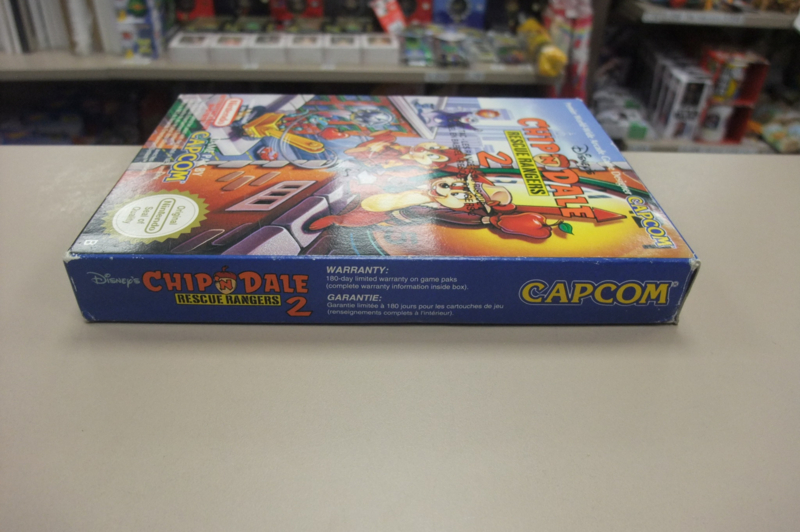 Disney's
CHIP 'N DALE
RESCUE RANGERS
2
WARRANTY:
180-day limited warranty on game paks
(complete warranty information inside box).
GARANTIE:
Garantie limitée à 180 jours pour les cartouches de jeu
(renseignements complets à l'intérieur).
CAPCOM®
Disney's
CHIP 'N DALE
RESCUE RANGERS
2
CAPCOM
Nintendo
CAPCOM
Original
Nintendo
Seal of
Quality